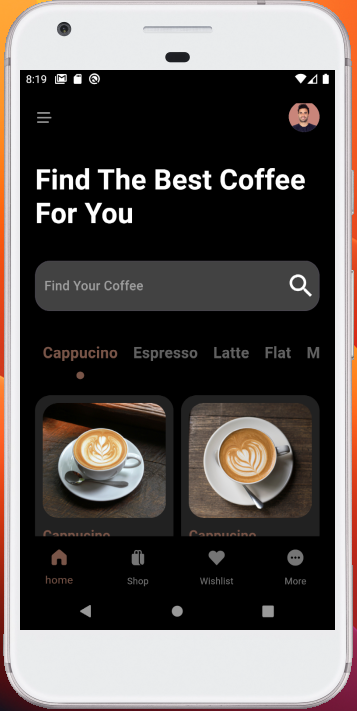 8:19
Find The Best Coffee
For You
Find Your Coffee
Cappucino Espresso Latte Flat M
Cappucino Cappucino
home Shop Wishlist More